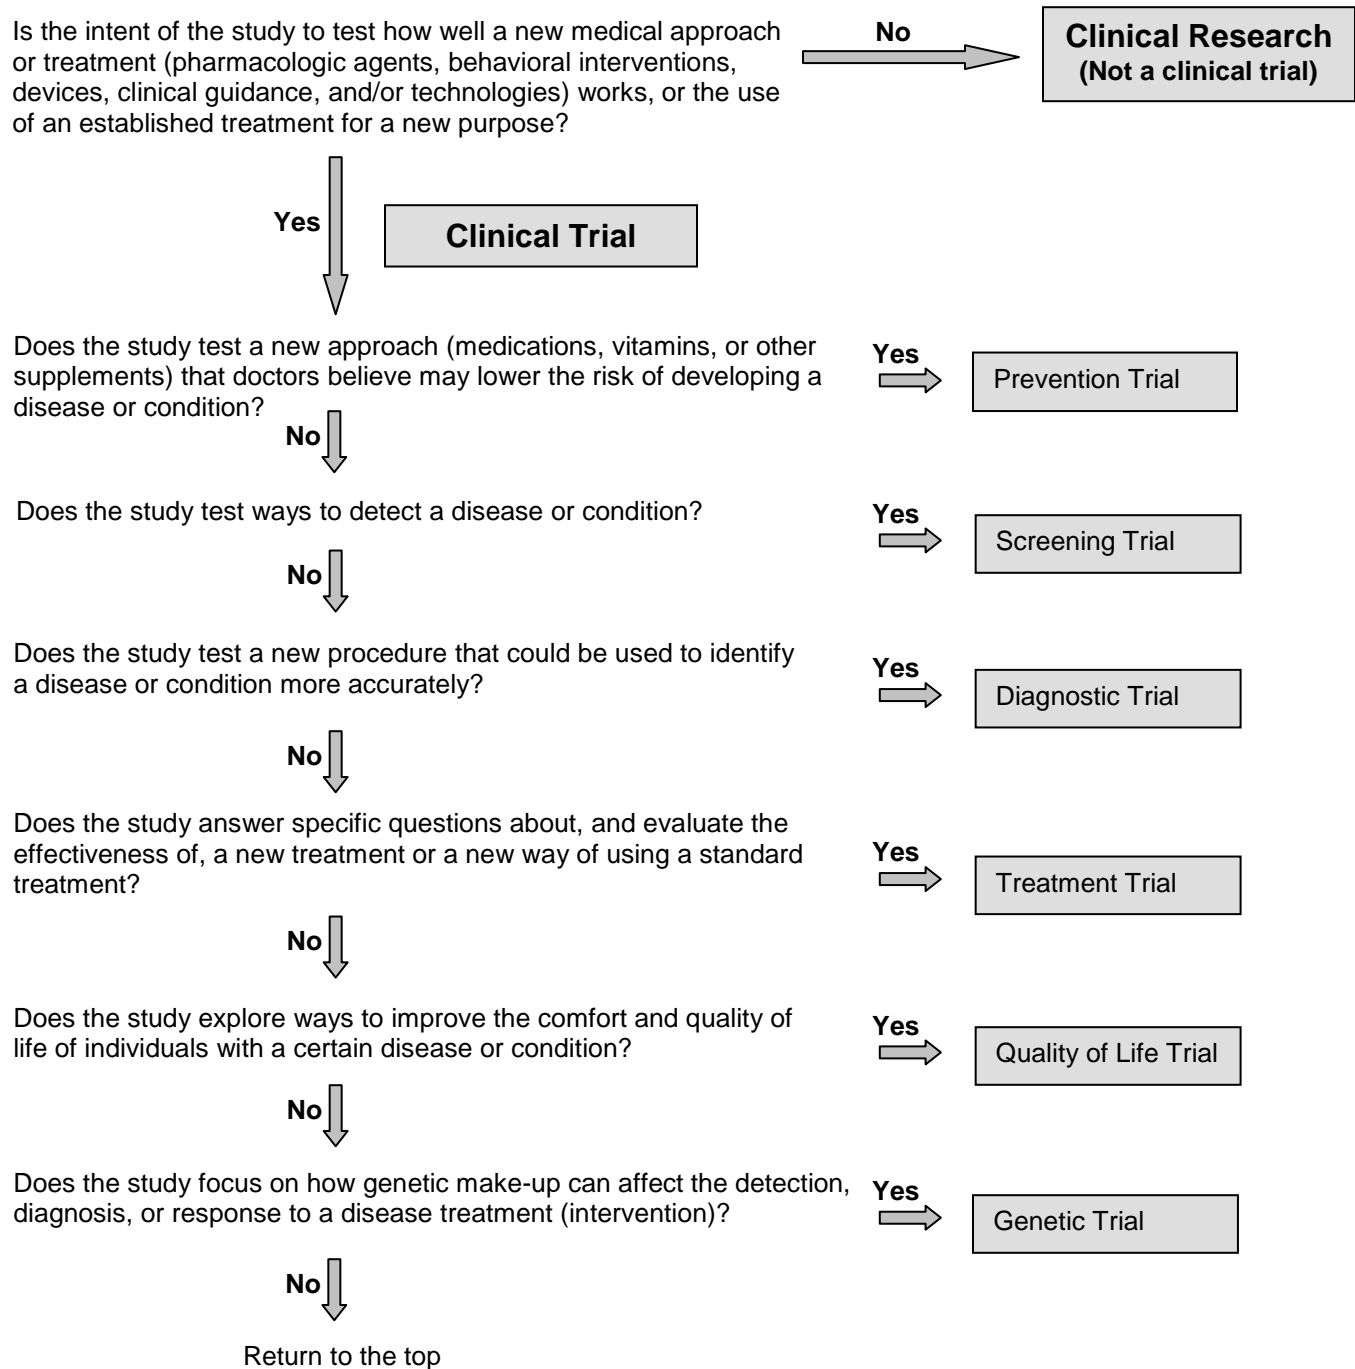 Is the intent of the study to test how well a new medical approach
or treatment (pharmacologic agents, behavioral interventions,
devices, clinical guidance, and/or technologies) works, or the use
of an established treatment for a new purpose?
No
Clinical Research
(Not a clinical trial)
Yes
Clinical Trial
Does the study test a new approach (medications, vitamins, or other
supplements) that doctors believe may lower the risk of developing a
disease or condition?
Yes
Prevention Trial
No
Does the study test ways to detect a disease or condition?
Yes
Screening Trial
No
Does the study test a new procedure that could be used to identify
a disease or condition more accurately?
Yes
Diagnostic Trial
No
Does the study answer specific questions about, and evaluate the
effectiveness of, a new treatment or a new way of using a standard
treatment?
Yes
Treatment Trial
No
Does the study explore ways to improve the comfort and quality of
life of individuals with a certain disease or condition?
Yes
Quality of Life Trial
No
Does the study focus on how genetic make-up can affect the detection,
diagnosis, or response to a disease treatment (intervention)?
Yes
Genetic Trial
No
Return to the top